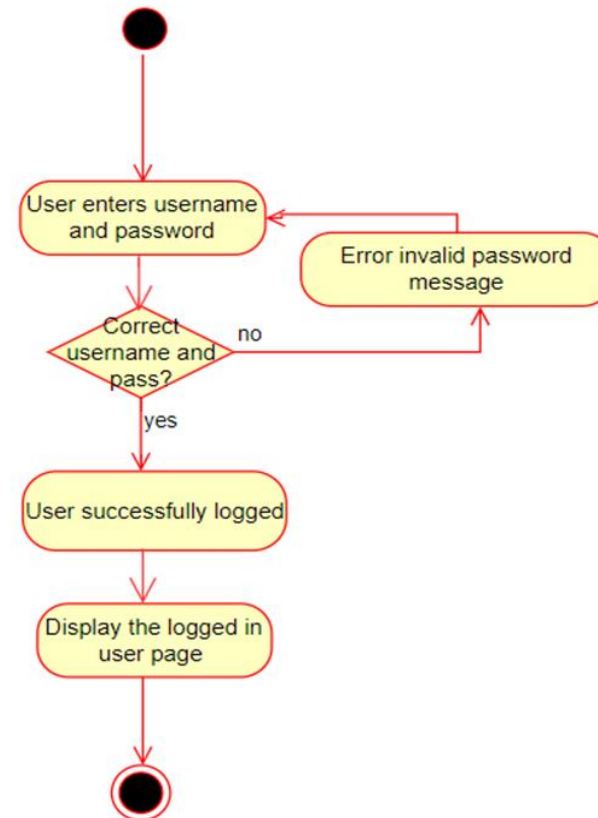 User enters username
and password
Error invalid password
message
Correct
username and
pass?
no
yes
User successfully logged
Display the logged in
user page